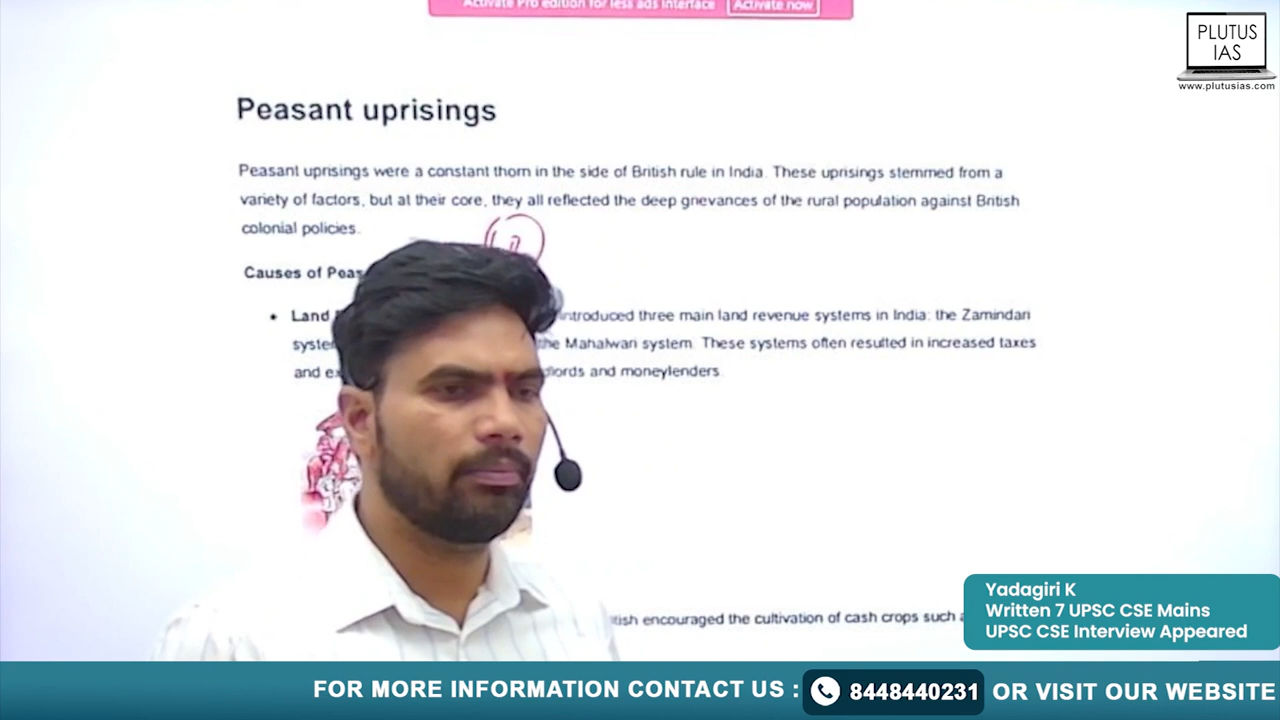 Activate Pro edition for less ads interface Activate now
PLUTUS
IAS
www.plutusias.com
Peasant uprisings
Peasant uprisings were a constant thorn in the side of British rule in India. These uprisings stemmed from a
variety of factors, but at their core, they all reflected the deep grievances of the rural population against British
colonial policies.
Causes of
Land introduced three main land revenue systems in India: the Zamindari
the Mahalwari system. These systems often resulted in increased taxes
and and moneylenders.
encouraged the cultivation of cash crops such
Yadagiri K
Written 7 UPSC CSE Mains
UPSC CSE Interview Appeared
FOR MORE INFORMATION CONTACT US : 8448440231 OR VISIT OUR WEBSITE